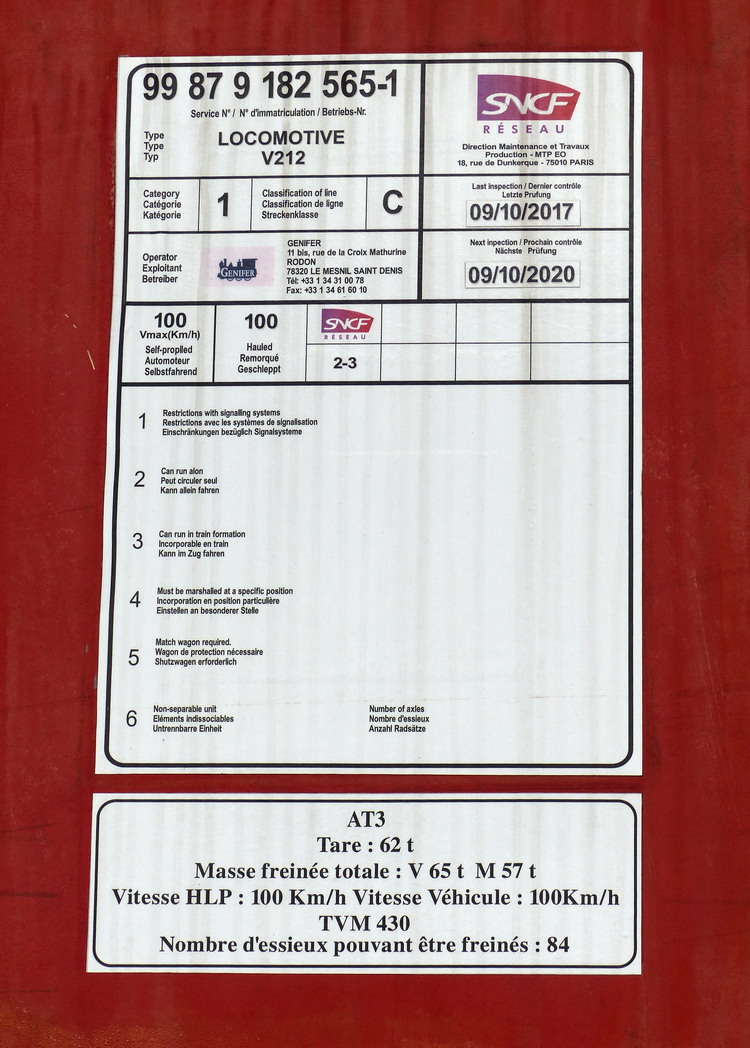 99 87 9 182 565-1
Service N° / N° d'immatriculation / Betriebs-Nr.
Type
Type
Typ
LOCOMOTIVE
V212
SNCF
RÉSEAU
Direction Maintenance et Travaux
Production - MTP EO
18, rue de Dunkerque - 75010 PARIS
Category
Catégorie
Kategórie
1
Classification of line
Classification de ligne
Streckenklasse
C
Last inspection / Dernier contrôle
Letzte Prufung
09/10/2017
Operator
Exploitant
Betreiber
GENIFER
GENIFER
11 bis, rue de la Croix Mathurine
RODON
78320 LE MESNIL SAINT DENIS
Tél: +33 1 34 31 00 78
Fax: +33 1 34 61 60 10
Next inpection / Prochain contrôle
Nächste Prüfung
09/10/2020
100
Vmax(Km/h)
Self-proplled
Automoteur
Selbstfahrend
100
Hauled
Remorqué
Geschleppt
SNCF
RÉSEAU
2-3
1
Restrictions with signalling systems
Restrictions avec les systèmes de signalisation
Einschränkungen bezüglich Signalsysteme
2
Can run alon
Peut circuler seul
Kann allein fahren
3
Can run in train formation
Incorporable en train
Kann im Zug fahren
4
Must be marshalled at a specific position
Incorporation en position particulière
Einstellen an besonderer Stelle
5
Match wagon required.
Wagon de protection nécessaire
Shutzwagen erforderlich
6
Non-separable unit
Eléments indissociables
Untrennbarre Einheit
Number of axles
Nombre d'essieux
Anzahl Radsätze
AT3
Tare : 62 t
Masse freinée totale : V 65 t M 57 t
Vitesse HLP : 100 Km/h Vitesse Véhicule : 100Km/h
TVM 430
Nombre d'essieux pouvant être freinés : 84